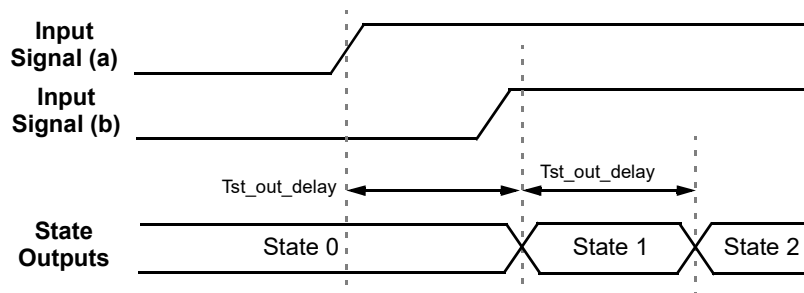 Input
Signal (a)
Input
Signal (b)
Tst_out_delay
Tst_out_delay
State
Outputs
State 0
State 1
State 2